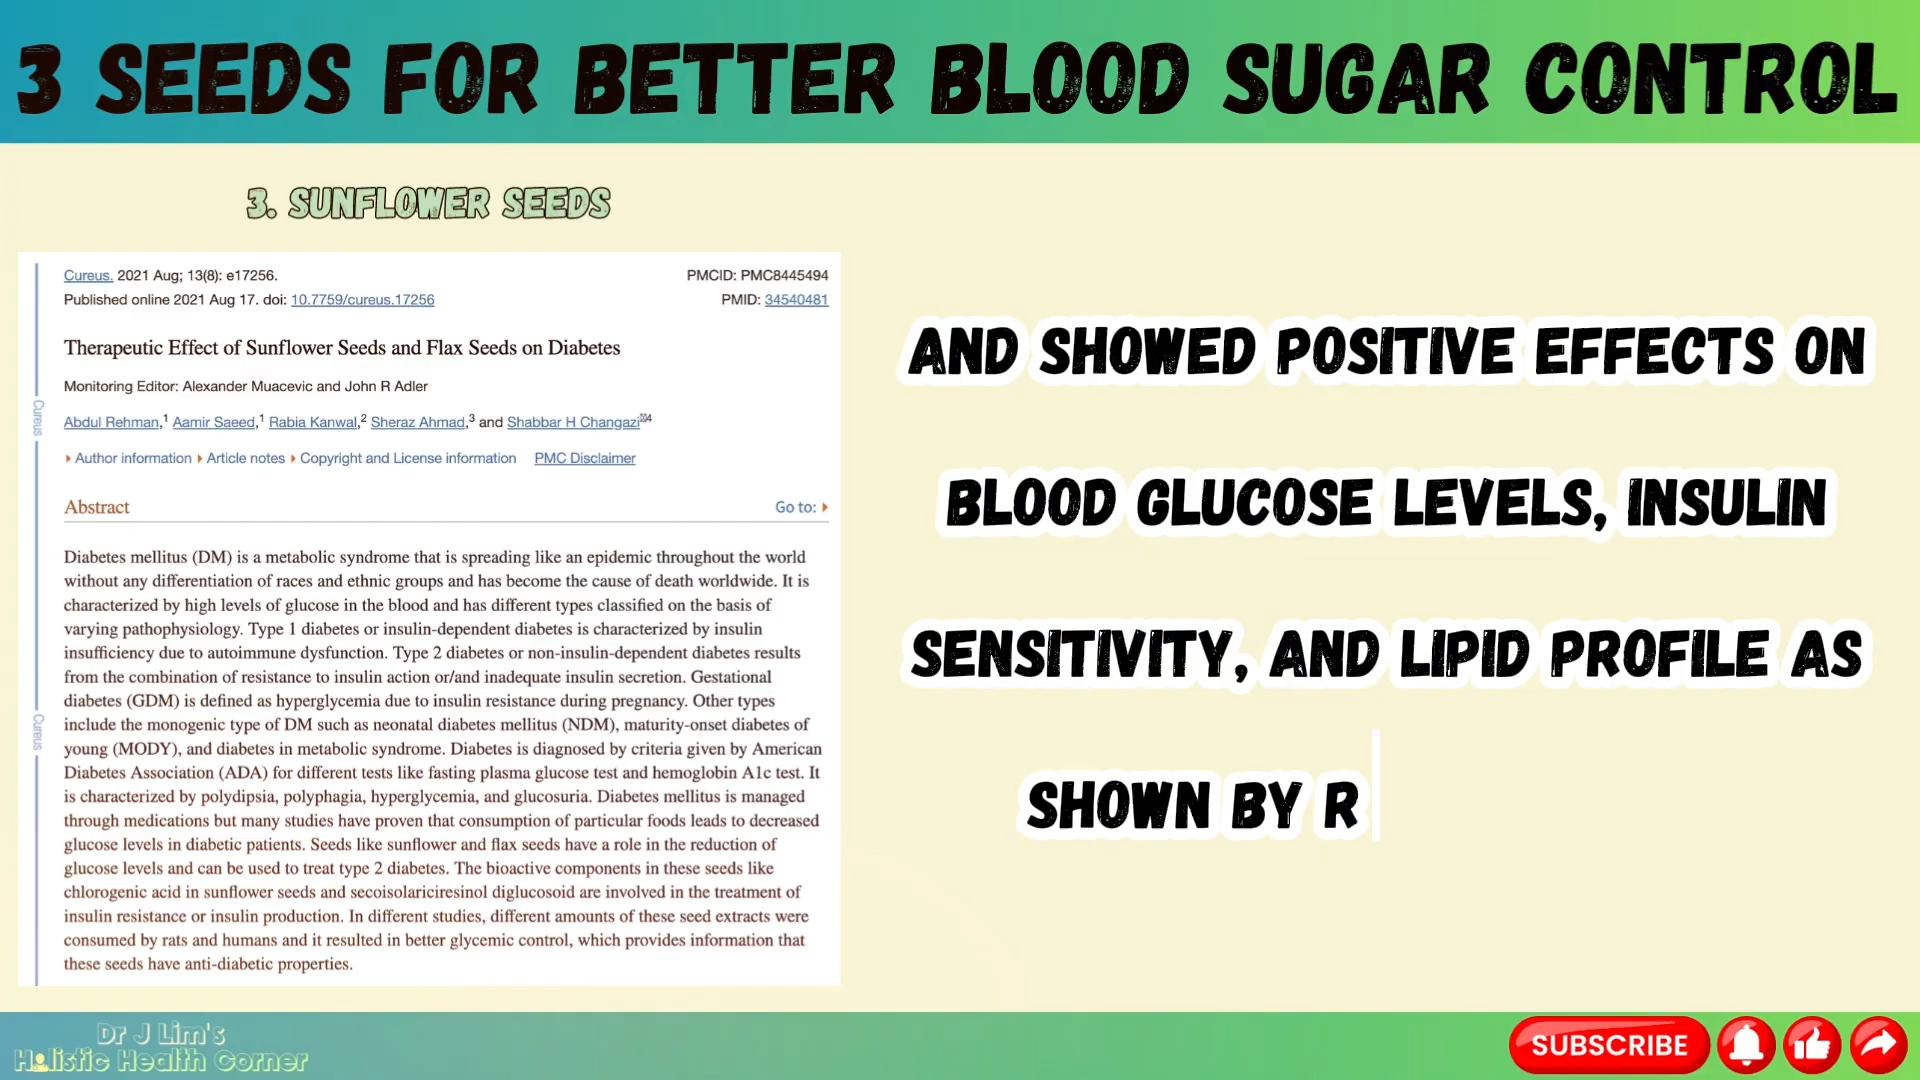 3 SEEDS FOR BETTER BLOOD SUGAR CONTROL
3. SUNFLOWER SEEDS
Cureus. 2021 Aug; 13(8): e17256.
PMCID: PMC8445494
Published online 2021 Aug 17. doi: 10.7759/cureus.17256
PMID: 34540481
Therapeutic Effect of Sunflower Seeds and Flax Seeds on Diabetes
Monitoring Editor: Alexander Muacevic and John R Adler
Abdul Rehman,1 Aamir Saeed,1 Rabia Kanwal,2 Sheraz Ahmad,3 and Shabbar H Changazi✉4
Author information Article notes Copyright and License information PMC Disclaimer
Abstract
Go to:
Diabetes mellitus (DM) is a metabolic syndrome that is spreading like an epidemic throughout the world
without any differentiation of races and ethnic groups and has become the cause of death worldwide. It is
characterized by high levels of glucose in the blood and has different types classified on the basis of
varying pathophysiology. Type 1 diabetes or insulin-dependent diabetes is characterized by insulin
insufficiency due to autoimmune dysfunction. Type 2 diabetes or non-insulin-dependent diabetes results
from the combination of resistance to insulin action or/and inadequate insulin secretion. Gestational
diabetes (GDM) is defined as hyperglycemia due to insulin resistance during pregnancy. Other types
include the monogenic type of DM such as neonatal diabetes mellitus (NDM), maturity-onset diabetes of
young (MODY), and diabetes in metabolic syndrome. Diabetes is diagnosed by criteria given by American
Diabetes Association (ADA) for different tests like fasting plasma glucose test and hemoglobin A1c test. It
is characterized by polydipsia, polyphagia, hyperglycemia, and glucosuria. Diabetes mellitus is managed
through medications but many studies have proven that consumption of particular foods leads to decreased
glucose levels in diabetic patients. Seeds like sunflower and flax seeds have a role in the reduction of
glucose levels and can be used to treat type 2 diabetes. The bioactive components in these seeds like
chlorogenic acid in sunflower seeds and secoisolariciresinol diglucosoid are involved in the treatment of
insulin resistance or insulin production. In different studies, different amounts of these seed extracts were
consumed by rats and humans and it resulted in better glycemic control, which provides information that
these seeds have anti-diabetic properties.
Cureus
Cureus
AND SHOWED POSITIVE EFFECTS ON
BLOOD GLUCOSE LEVELS, INSULIN
SENSITIVITY, AND LIPID PROFILE AS
SHOWN BY R
Dr J Lim's
Holistic Health Corner
SUBSCRIBE